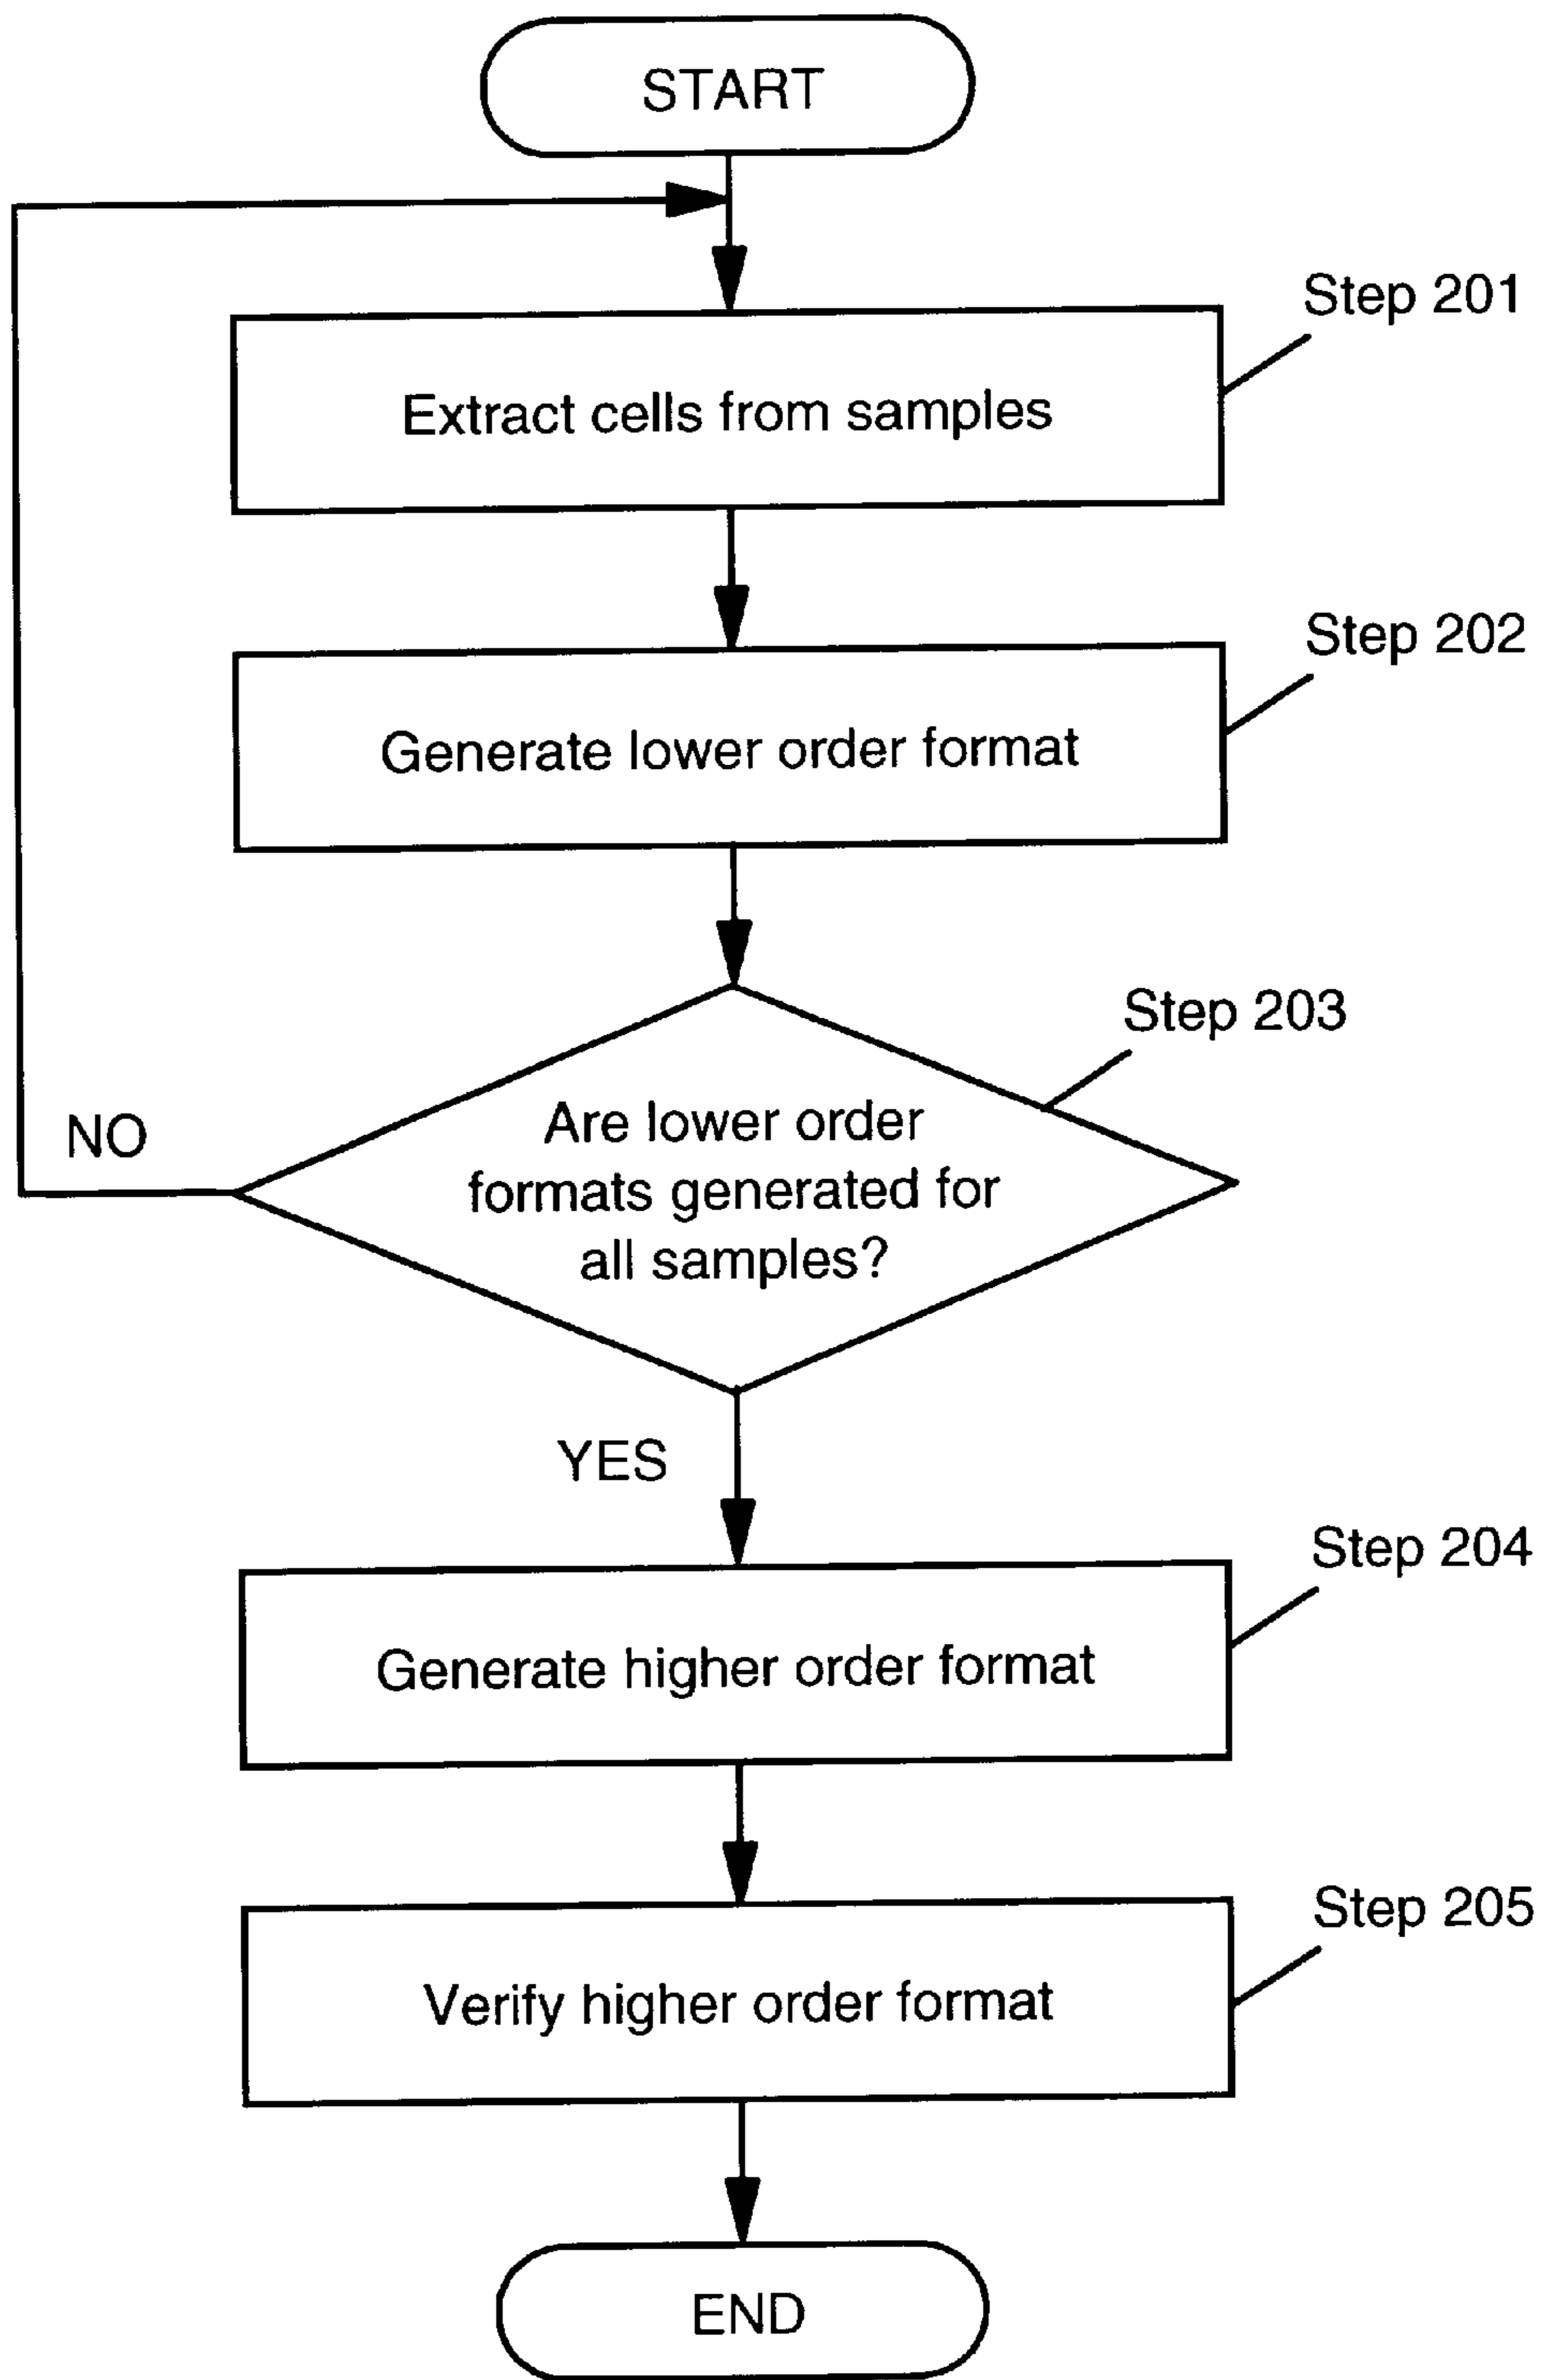 START
Step 201
Extract cells from samples
Step 202
Generate lower order format
Step 203
Are lower order
formats generated for
all samples?
NO
YES
Step 204
Generate higher order format
Step 205
Verify higher order format
END